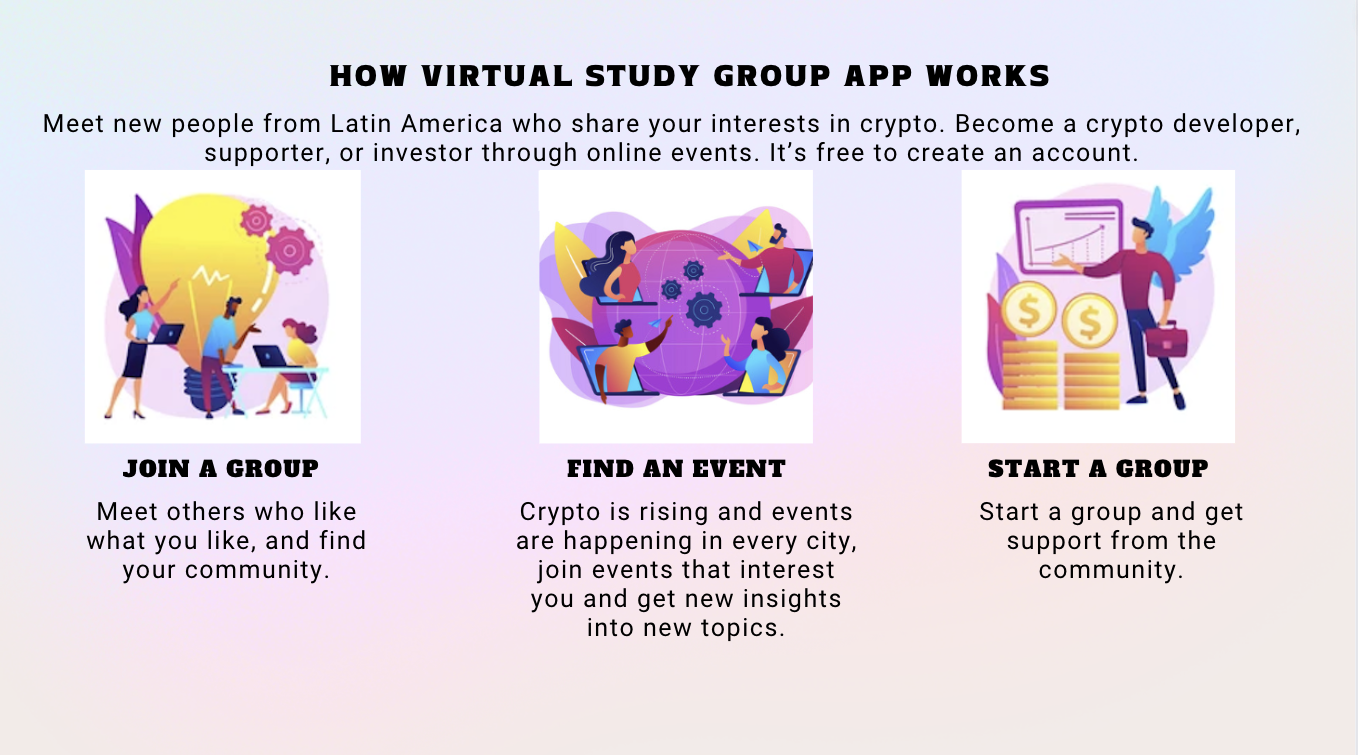 HOW VIRTUAL STUDY GROUP APP WORKS
Meet new people from Latin America who share your interests in crypto. Become a crypto developer,
supporter, or investor through online events. It’s free to create an account.
$
$
JOIN A GROUP
Meet others who like
what you like, and find
your community.
FIND AN EVENT
Crypto is rising and events
are happening in every city,
join events that interest
you and get new insights
into new topics.
START A GROUP
Start a group and get
support from the
community.